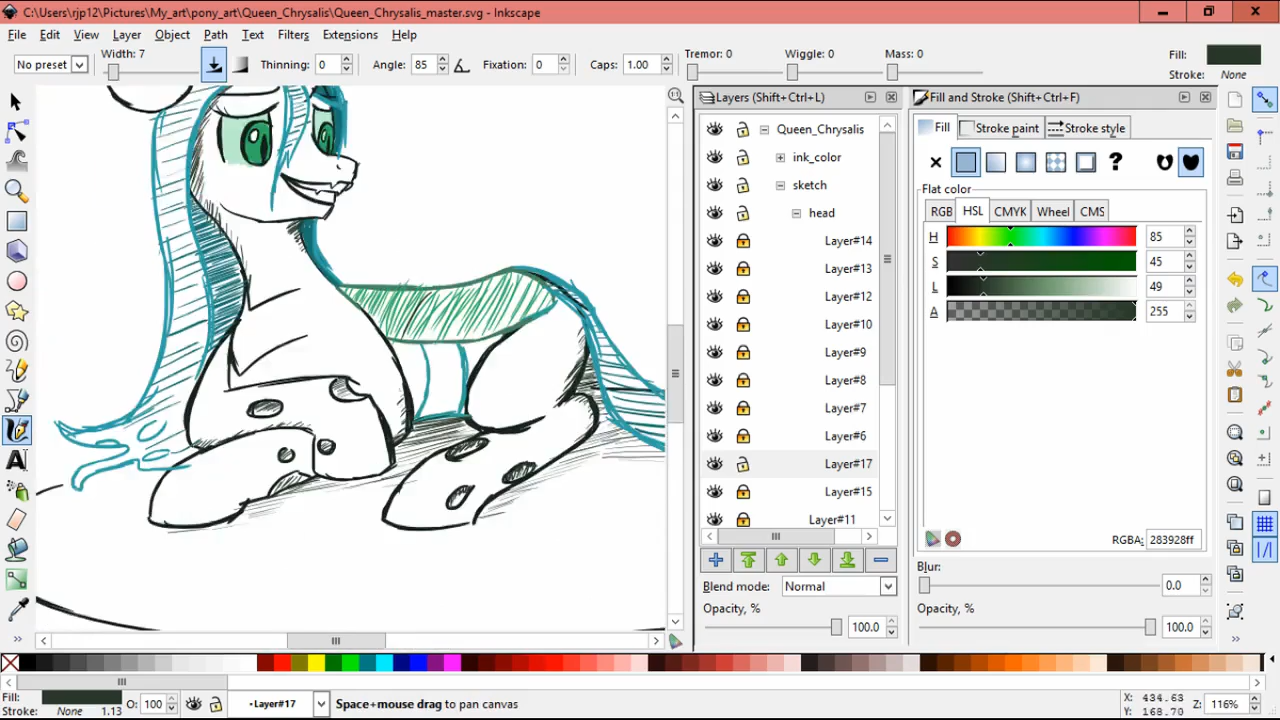 C:\Users\rjp12\Pictures\My_art\pony_art\Queen_Chrysalis\Queen_Chrysalis_master.svg - Inkscape
File Edit View Layer Object Path Text Filters Extensions Help
No preset Width: 7 Thinning: 0 Angle: 85 Fixation: 0 Caps: 1.00 Tremor: 0 Wiggle: 0 Mass: 0 Fill:
Stroke: None
Layers (Shift+Ctrl+L)
Queen_Chrysalis
ink_color
sketch
head
Layer#14
Layer#13
Layer#12
Layer#10
Layer#9
Layer#8
Layer#7
Layer#6
Layer#17
Layer#15
Layer#11
Blend mode: Normal
Opacity, % 100.0
Fill and Stroke (Shift+Ctrl+F)
Fill Stroke paint Stroke style
?
Flat color
RGB HSL CMYK Wheel CMS
H 85
S 45
L 49
A 255
RGBA: 283928ff
Blur:
0.0
Opacity, %
100.0
Fill:
Stroke: None 1.13 O: 100 Layer#17 Space+mouse drag to pan canvas
X: 434.63
Y: 168.70
Z: 116%